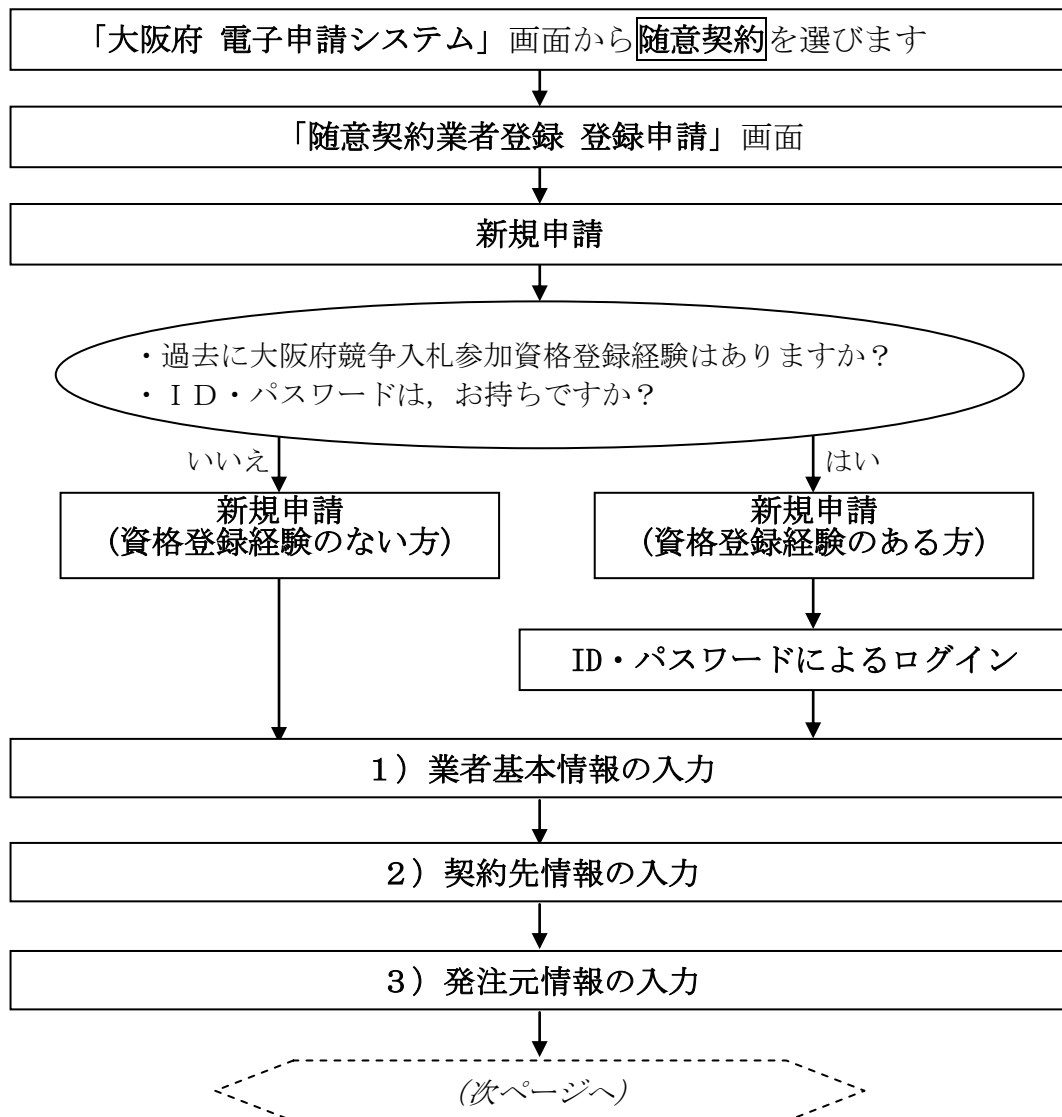 「大阪府 電子申請システム」画面から随意契約を選びます
「随意契約業者登録 登録申請」画面
新規申請
・過去に大阪府競争入札参加資格登録経験はありますか？
・ＩＤ・パスワードは，お持ちですか？
いいえ
はい
新規申請
(資格登録経験のない方)
新規申請
(資格登録経験のある方)
ID・パスワードによるログイン
１）業者基本情報の入力
２）契約先情報の入力
３）発注元情報の入力
(次ページへ)